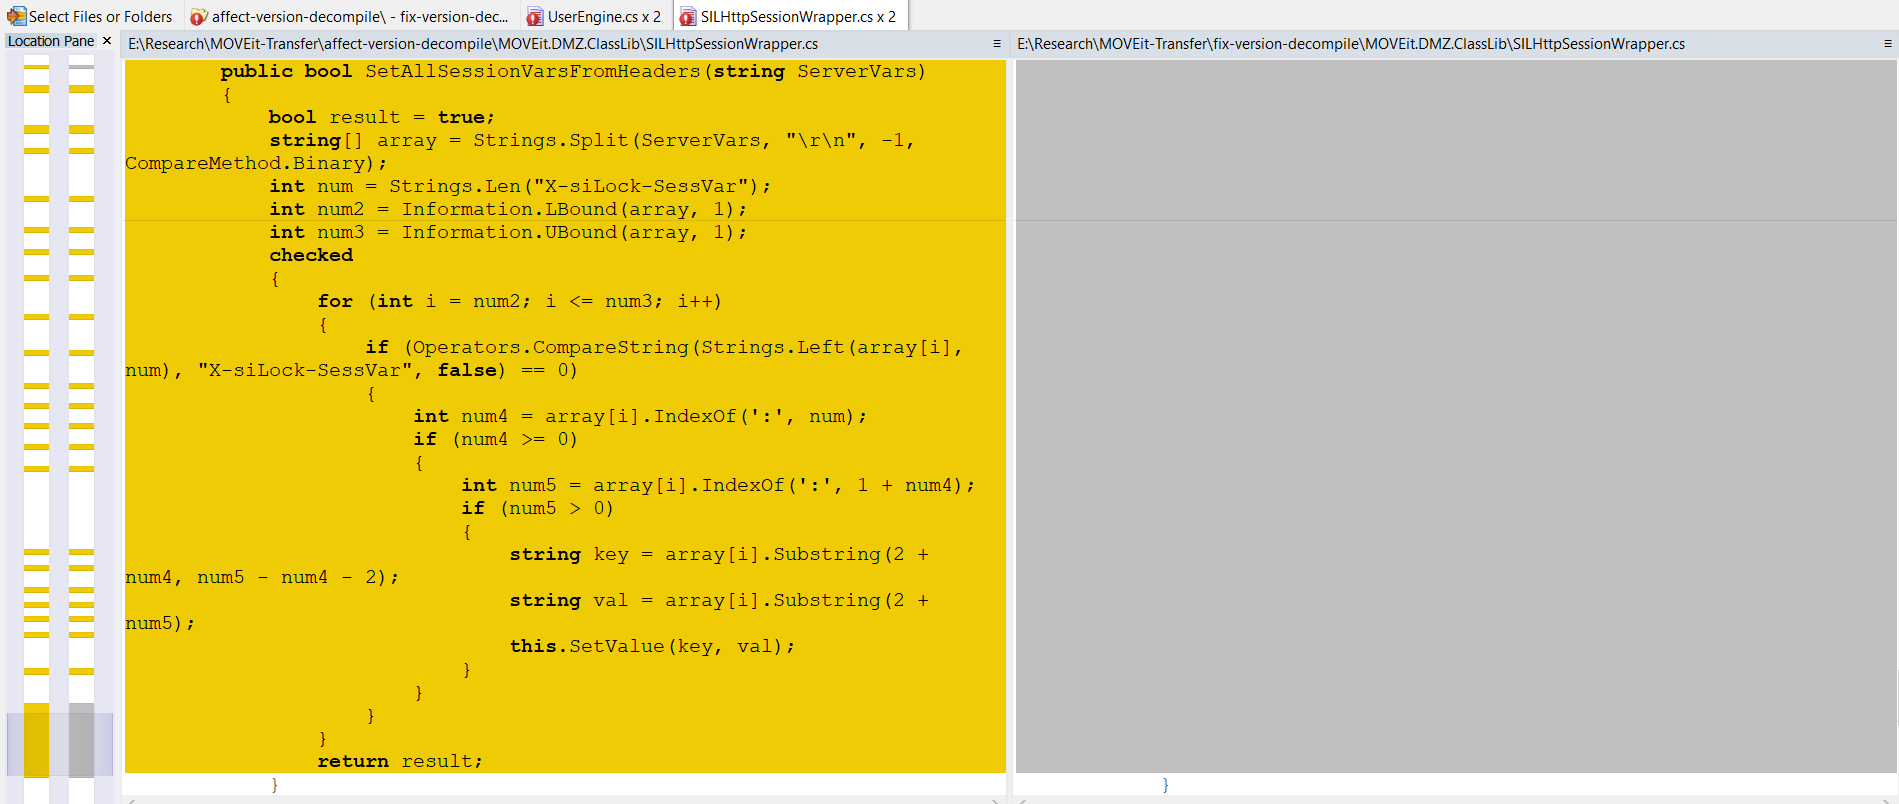 Select Files or Folders
affect-version-decompile\ - fix-version-dec...
UserEngine.cs x 2
SILHttpSessionWrapper.cs x 2
Location Pane ×
E:\Research\MOVEit-Transfer\affect-version-decompile\MOVEit.DMZ.ClassLib\SILHttpSessionWrapper.cs
E:\Research\MOVEit-Transfer\fix-version-decompile\MOVEit.DMZ.ClassLib\SILHttpSessionWrapper.cs
public bool SetAllSessionVarsFromHeaders(string ServerVars)
{
bool result = true;
string[] array = Strings.Split(ServerVars, "\r\n", -1,
CompareMethod.Binary);
int num = Strings.Len("X-siLock-SessVar");
int num2 = Information.LBound(array, 1);
int num3 = Information.UBound(array, 1);
checked
{
for (int i = num2; i <= num3; i++)
{
if (Operators.CompareString(Strings.Left(array[i],
num), "X-siLock-SessVar", false) == 0)
{
int num4 = array[i].IndexOf(':', num);
if (num4 >= 0)
{
int num5 = array[i].IndexOf(':', 1 + num4);
if (num5 > 0)
{
string key = array[i].Substring(2 +
num4, num5 - num4 - 2);
string val = array[i].Substring(2 +
num5);
this.SetValue(key, val);
}
}
}
}
return result;
}
}